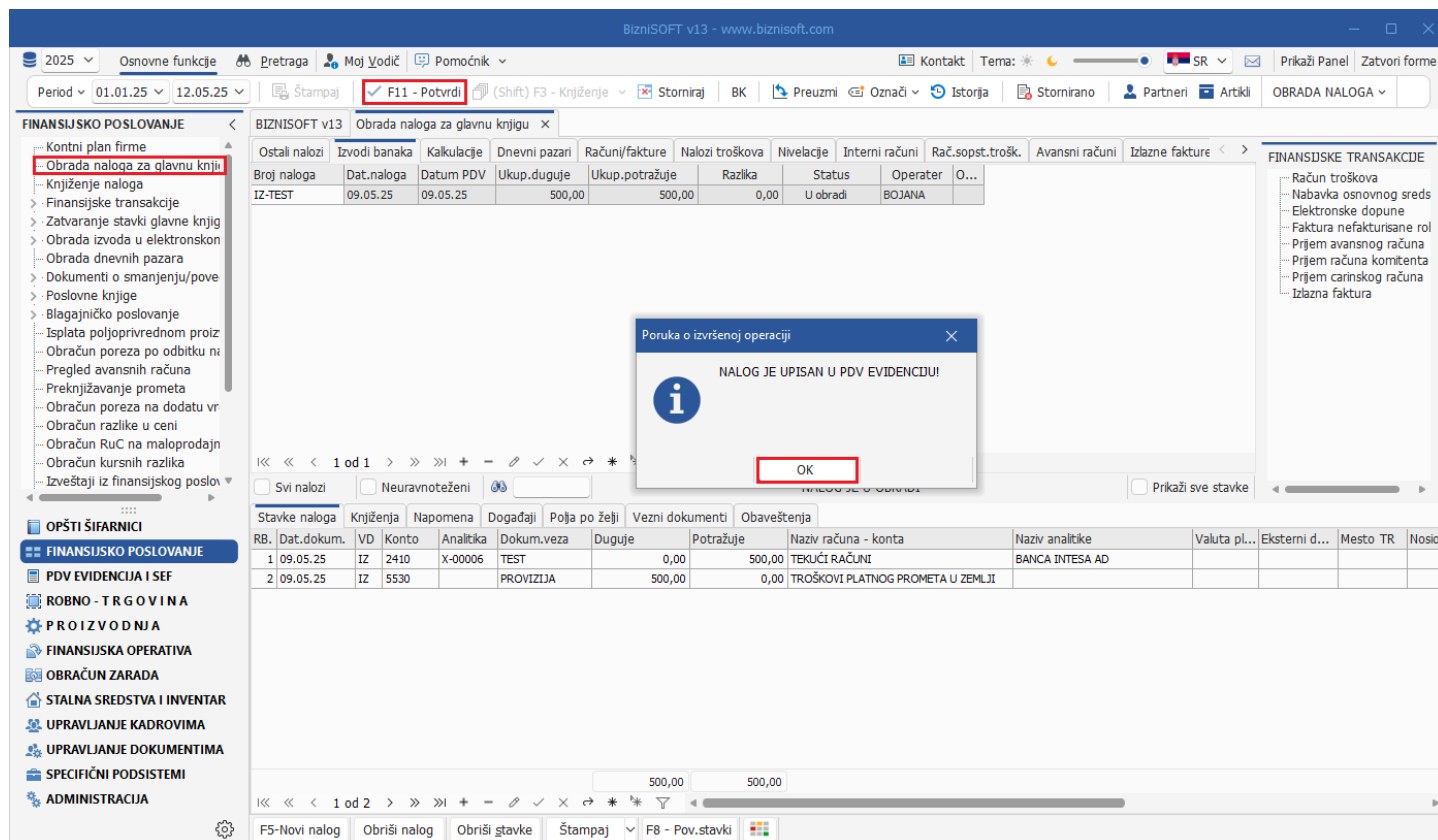 BizniSOFT v13 - www.biznisoft.com
2025 Osnovne funkcije Pretraga Moj Vodič Pomoćnik Kontakt Tema: SR Prikaži Panel Zatvori forme
Period 01.01.25 12.05.25 Štampaj F11 - Potvrdi (Shift) F3 - Knjiženje Storniraj BK Preuzmi Označi Istorija Stornirano Partneri Artikli OBRADA NALOGA
FINANSIJSKO POSLOVANJE
Kontni plan firme
Obrada naloga za glavnu knji
Knjiženje naloga
Finansijske transakcije
Zatvaranje stavki glavne knjig
Obrada izvoda u elektronskon
Obrada dnevnih pazara
Dokumenti o smanjenju/pove
Poslovne knjige
Blagajničko poslovanje
Isplata poljoprivrednom proiz
Obračun poreza po odbitku na
Pregled avansnih računa
Preknjižavanje prometa
Obračun poreza na dodatu vr
Obračun razlike u ceni
Obračun RuC na maloprodajn
Obračun kursnih razlika
Izveštaji iz finansijskog poslov
OPŠTI ŠIFARNICI
FINANSIJSKO POSLOVANJE
PDV EVIDENCIJA I SEF
ROBNO - T R G O V I N A
P R O I Z V O D NJ A
FINANSIJSKA OPERATIVA
OBRAČUN ZARADA
STALNA SREDSTVA I INVENTAR
UPRAVLJANJE KADROVIMA
UPRAVLJANJE DOKUMENTIMA
SPECIFIČNI PODSISTEMI
ADMINISTRACIJA
BIZNISOFT v13 Obrada naloga za glavnu knjigu
Ostali nalozi Izvodi banaka Kalkulacije Dnevni pazari Računi/fakture Nalozi troškova Nivelacije Interni računi Rač.sopst.trošk. Avansni računi Izlazne fakture
Broj naloga Dat.naloga Datum PDV Ukup.duguje Ukup.potražuje Razlika Status Operater O...
IZ-TEST 09.05.25 09.05.25 500,00 500,00 0,00 U obradi BOJANA
Poruka o izvršenoj operaciji
NALOG JE UPISAN U PDV EVIDENCIJU!
OK
1 od 1
Svi nalozi Neuravnoteženi NALOG JE U OBRADI Prikaži sve stavke
FINANSIJSKE TRANSAKCIJE
Račun troškova
Nabavka osnovnog sreds
Elektronske dopune
Faktura nefakturisane rol
Prijem avansnog računa
Prijem računa komitenta
Prijem carinskog računa
Izlazna faktura
Stavke naloga Knjiženja Napomena Događaji Polja po želji Vezni dokumenti Obaveštenja
RB. Dat.dokum. VD Konto Analitika Dokum.veza Duguje Potražuje Naziv računa - konta Naziv analitike Valuta pl... Eksterni d... Mesto TR Nosio
1 09.05.25 IZ 2410 X-00006 TEST 0,00 500,00 TEKUĆI RAČUNI BANCA INTESA AD
2 09.05.25 IZ 5530 PROVIZIJA 500,00 0,00 TROŠKOVI PLATNOG PROMETA U ZEMLJI
500,00 500,00
1 od 2
F5-Novi nalog Obriši nalog Obriši stavke Štampaj F8 - Pov.stavki